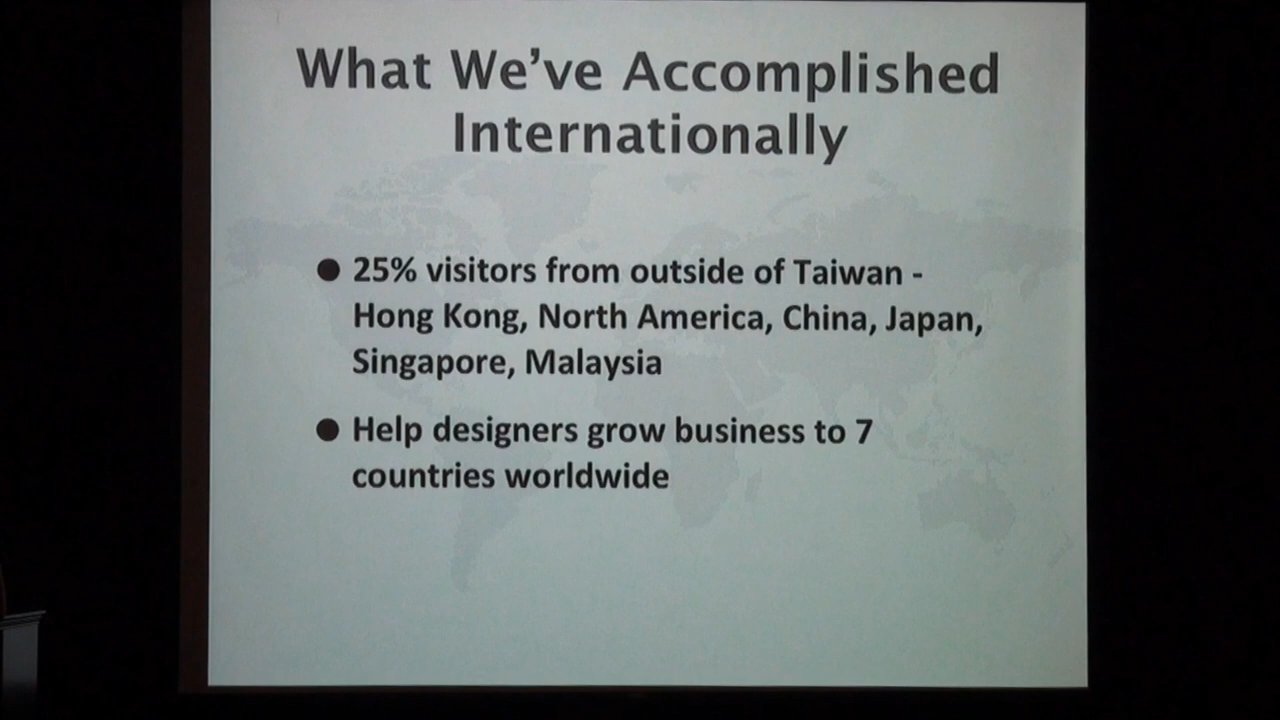 What We've Accomplished
Internationally
● 25% visitors from outside of Taiwan -
Hong Kong, North America, China, Japan,
Singapore, Malaysia
● Help designers grow business to 7
countries worldwide